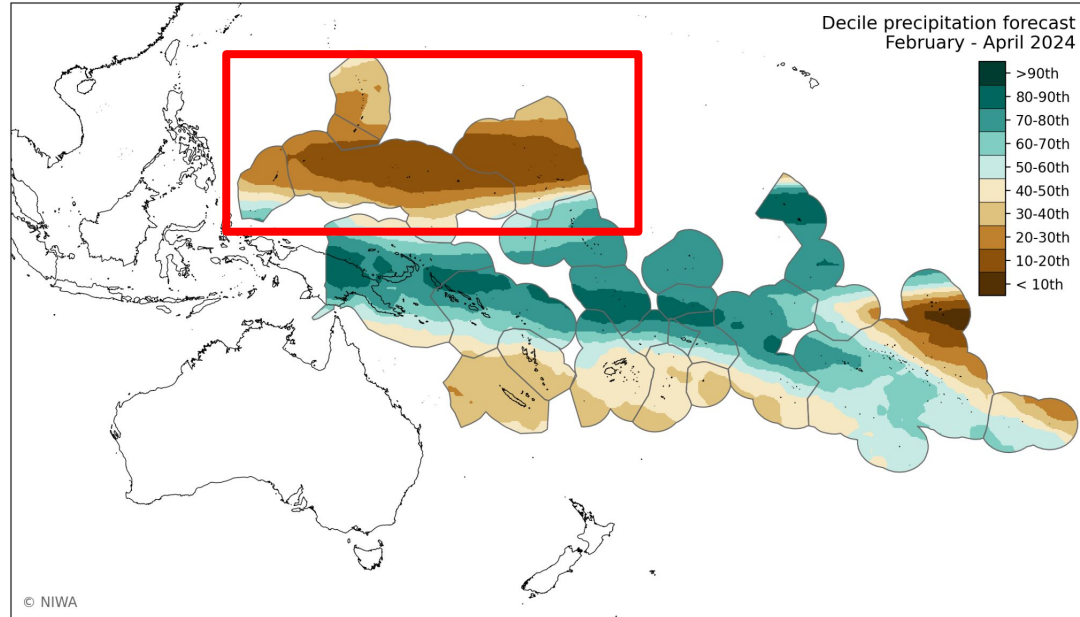 Decile precipitation forecast
February - April 2024
>90th
80-90th
70-80th
60-70th
50-60th
40-50th
30-40th
20-30th
10-20th
< 10th
© NIWA